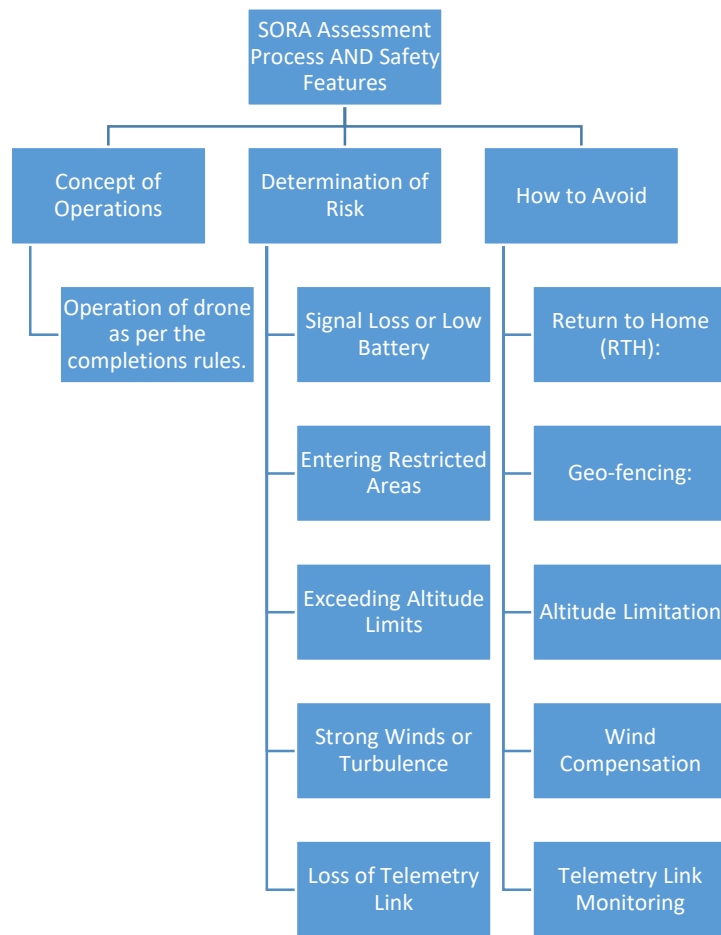 SORA Assessment
Process AND Safety
Features
Concept of
Operations
Determination of
Risk
How to Avoid
Operation of drone
as per the
completions rules.
Signal Loss or Low
Battery
Return to Home
(RTH):
Entering Restricted
Areas
Geo-fencing:
Exceeding Altitude
Limits
Altitude Limitation
Strong Winds or
Turbulence
Wind
Compensation
Loss of Telemetry
Link
Telemetry Link
Monitoring